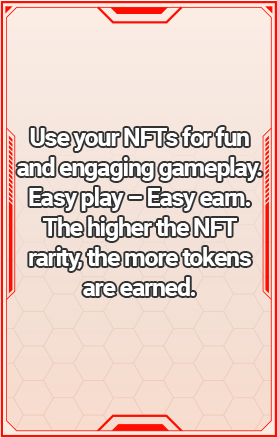 Use your NFTs for fun
and engaging gameplay.
Easy play – Easy earn.
The higher the NFT
rarity, the more tokens
are earned.